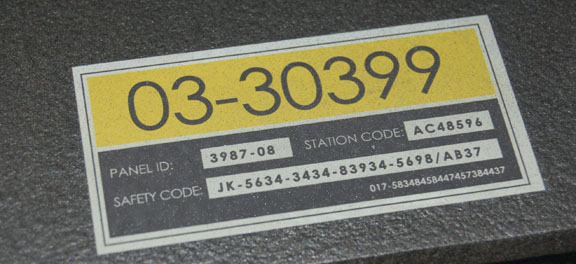 03-30399
PANEL ID: 3987-08 STATION CODE: AC48596
SAFETY CODE: JK-5634-3434-83934-5698/AB37
017-58348458447457384437